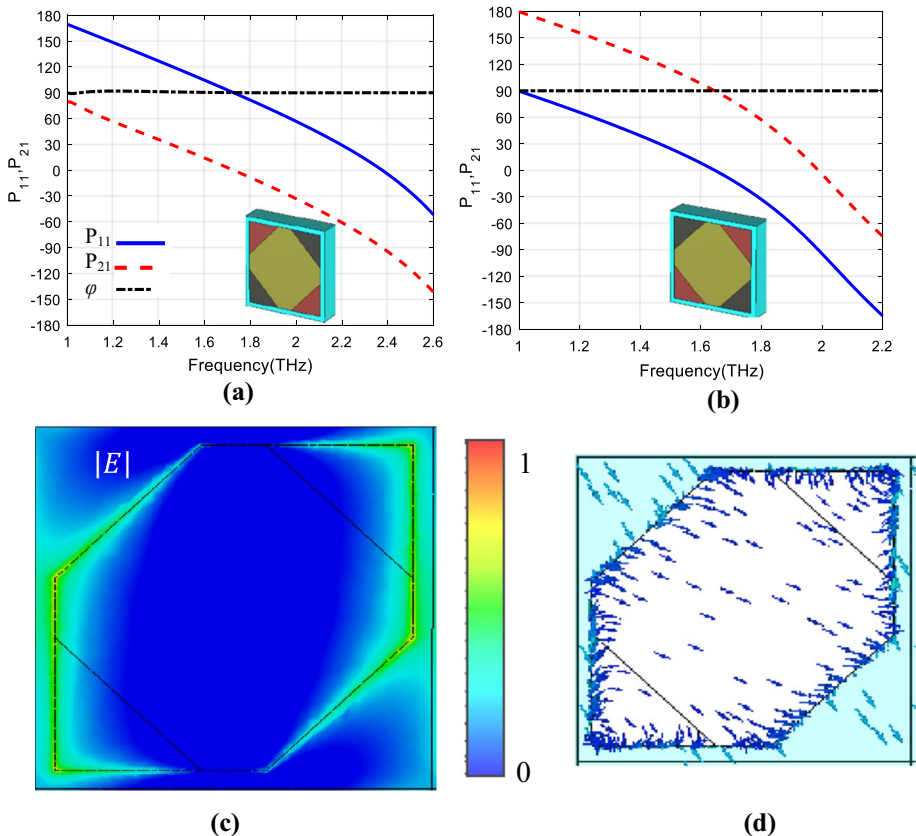 180
150
120
90
60
30
0
-30
-60
-90
-120
-150
-180
P11,P21
P11
P21
φ
1 1.2 1.4 1.6 1.8 2 2.2 2.4 2.6
Frequency(THz)
(a)
180
150
120
90
60
30
0
-30
-60
-90
-120
-150
-180
P11,P21
1 1.2 1.4 1.6 1.8 2 2.2
Frequency(THz)
(b)
|E|
1
0
(c)
(d)